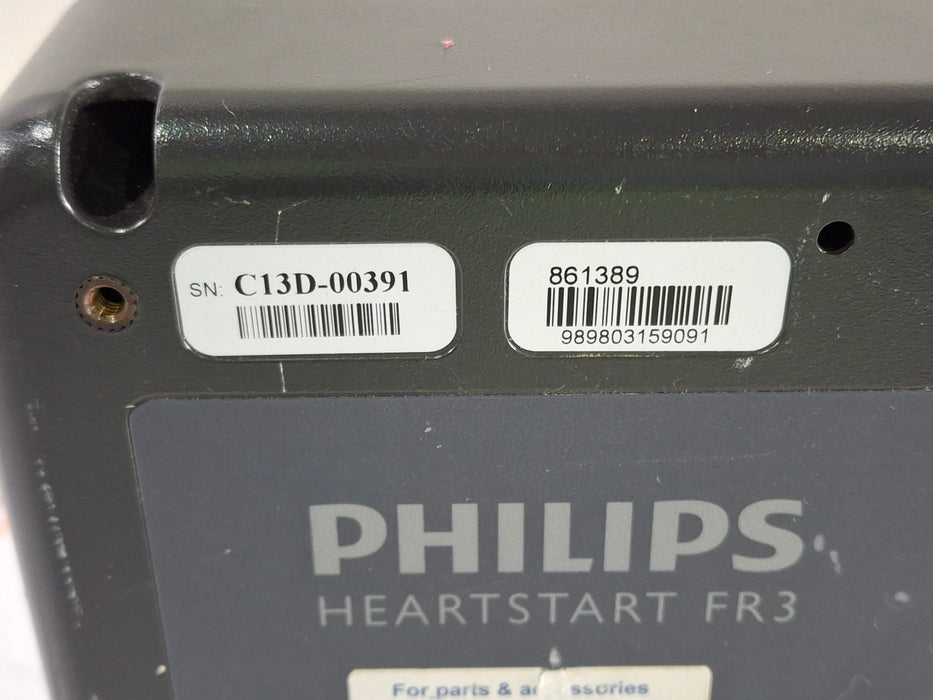 SN: C13D-00391
861389
989803159091
PHILIPS
HEARTSTART FR3
For parts & accessories